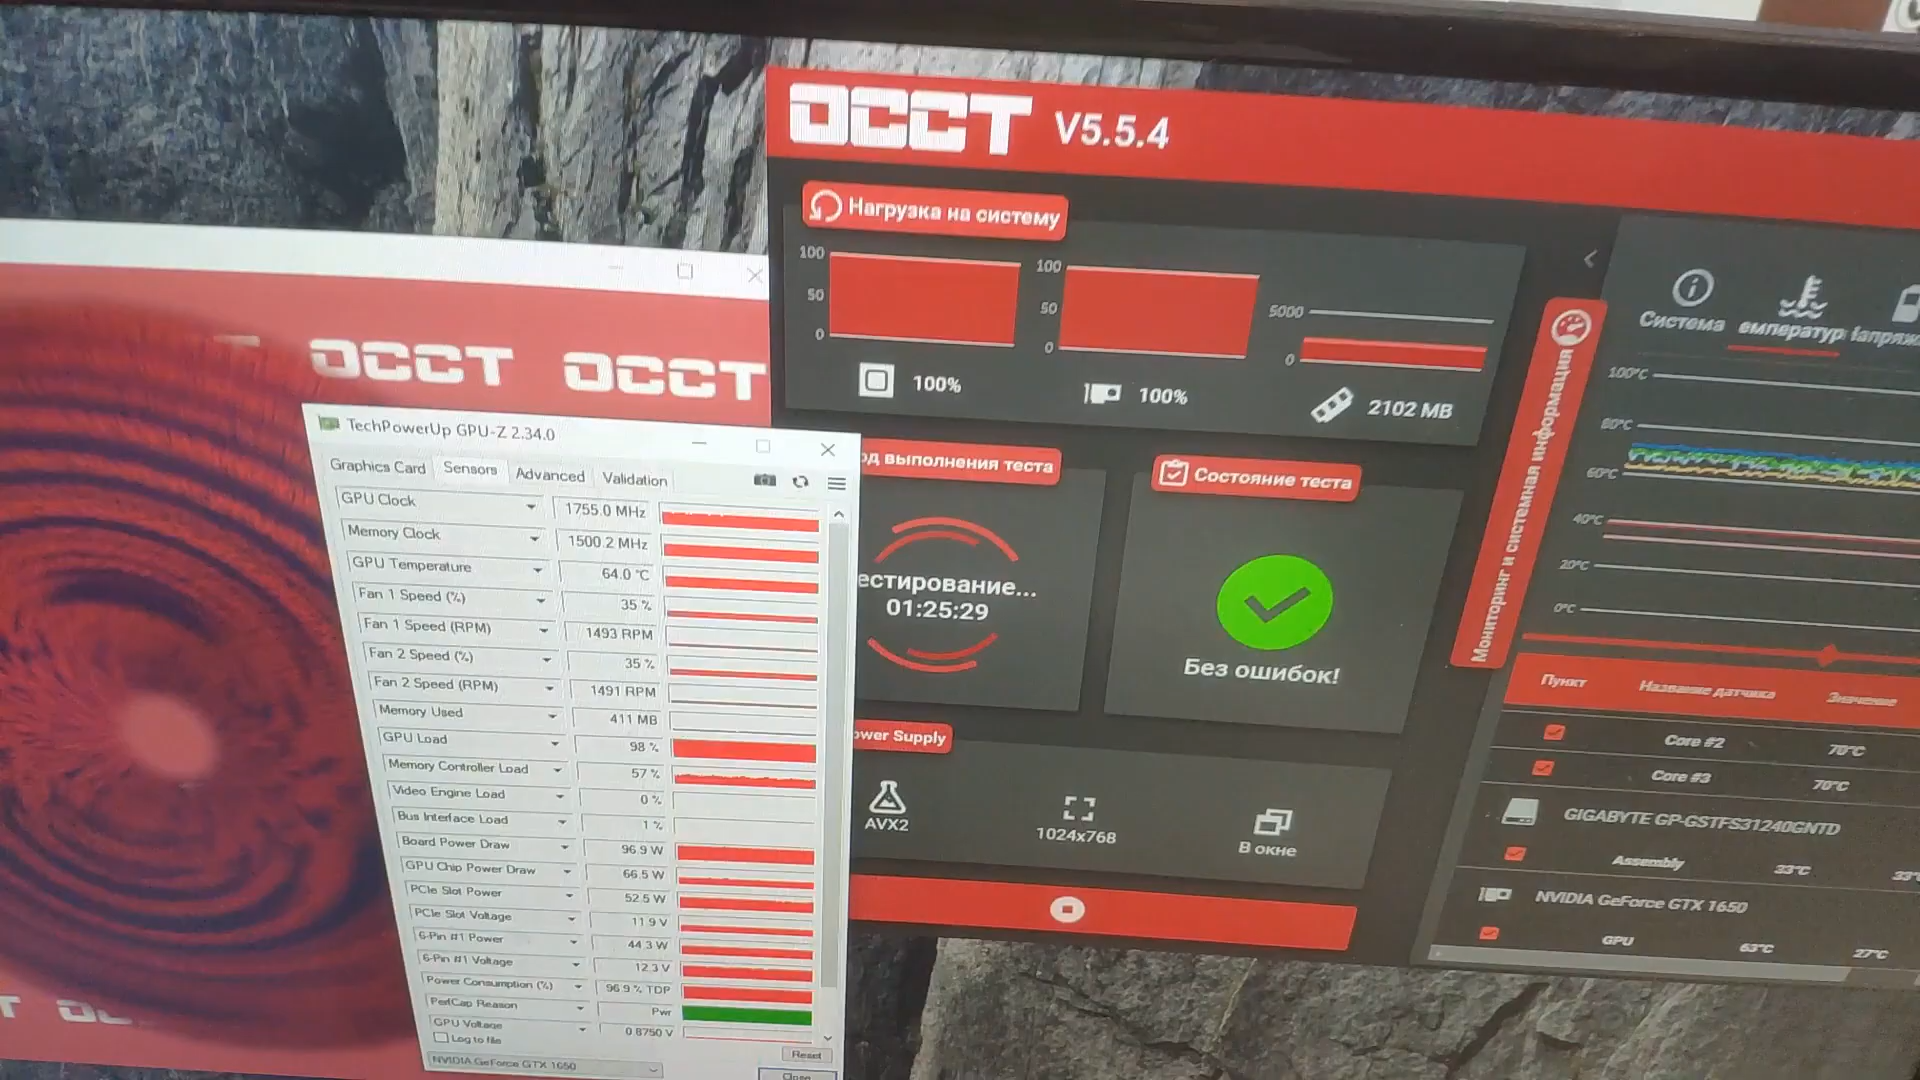 OCCT V5.5.4
Нагрузка на систему
100
50
0
100%
100
50
0
100%
5000
0
2102 MB
OCCT OCCT
TechPowerUp GPU-Z 2.34.0
Graphics Card Sensors Advanced Validation
GPU Clock 1755.0 MHz
Memory Clock 1500.2 MHz
GPU Temperature 64.0 °C
Fan 1 Speed (%) 35 %
Fan 1 Speed (RPM) 1493 RPM
Fan 2 Speed (%) 35 %
Fan 2 Speed (RPM) 1491 RPM
Memory Used 411 MB
GPU Load 98 %
Memory Controller Load 57 %
Video Engine Load 0 %
Bus Interface Load 1 %
Board Power Draw 96.9 W
GPU Chip Power Draw 66.5 W
PCIe Slot Power 52.5 W
PCIe Slot Voltage 11.9 V
6-Pin #1 Power 44.3 W
6-Pin #1 Voltage 12.3 V
Power Consumption (%) 96.9 % TDP
PerfCap Reason Pwr
GPU Voltage 0.8750 V
Log to file
Reset
NVIDIA GeForce GTX 1650
Close
од выполнения теста
естирование...
01:25:29
Состояние теста
Без ошибок!
ower Supply
AVX2
1024x768
В окне
Мониторинг и системная информация
Система емператур Напряж
100°C
80°C
60°C
40°C
20°C
0°C
Пункт Название датчика Значение
Core #2 70°C
Core #3 70°C
GIGABYTE GP-GSTFS31240GNTD
Assembly 33°C 33°
NVIDIA GeForce GTX 1650
GPU 63°C 27°C